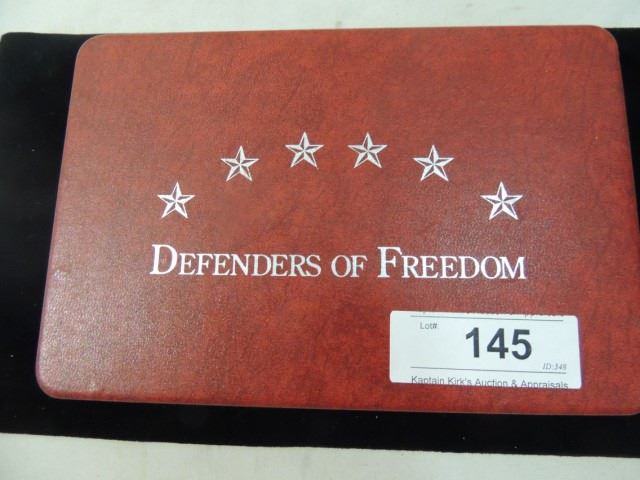 DEFENDERS OF FREEDOM
Lot#:
145
ID:348
Kaptain Kirk's Auction & Appraisals